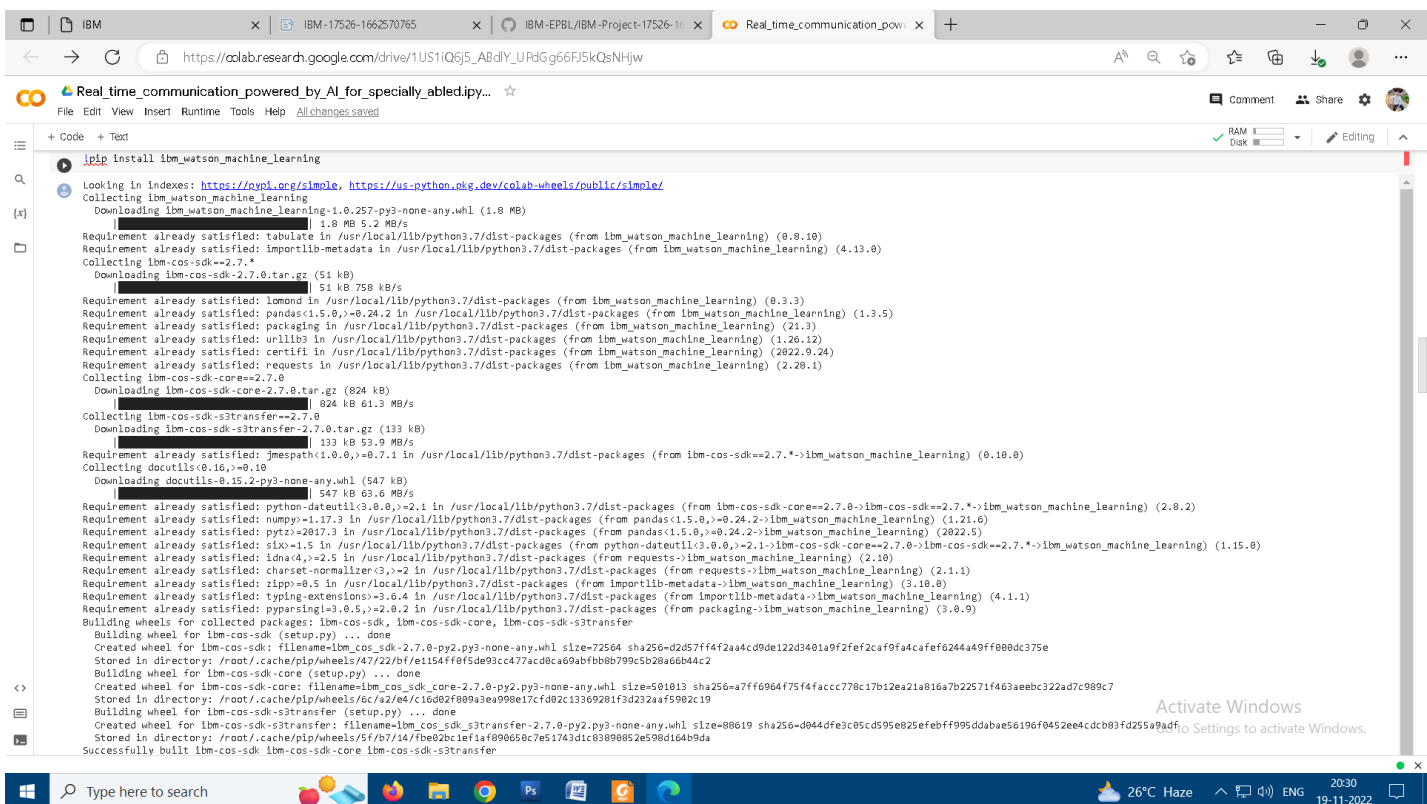 IBM
IBM-17526-1662570765
IBM-EPBL/IBM-Project-17526-16
Real_time_communication_pow
https://colab.research.google.com/drive/1US1iQ6j5_ABdlY_UPdGg66FJ5kQsNHjw
Real_time_communication_powered_by_AI_for_specially_abled.ipy...
Comment Share
File Edit View Insert Runtime Tools Help All changes saved
+ Code + Text
RAM
Disk
Editing
!pip install ibm_watson_machine_learning
Looking in indexes: https://pypi.org/simple, https://us-python.pkg.dev/colab-wheels/public/simple/
Collecting ibm_watson_machine_learning
Downloading ibm_watson_machine_learning-1.0.257-py3-none-any.whl (1.8 MB)
|| 1.8 MB 5.2 MB/s
Requirement already satisfied: tabulate in /usr/local/lib/python3.7/dist-packages (from ibm_watson_machine_learning) (0.8.10)
Requirement already satisfied: importlib-metadata in /usr/local/lib/python3.7/dist-packages (from ibm_watson_machine_learning) (4.13.0)
Collecting ibm-cos-sdk==2.7.*
Downloading ibm-cos-sdk-2.7.0.tar.gz (51 kB)
|| 51 kB 758 kB/s
Requirement already satisfied: lomond in /usr/local/lib/python3.7/dist-packages (from ibm_watson_machine_learning) (0.3.3)
Requirement already satisfied: pandas<1.5.0,>=0.24.2 in /usr/local/lib/python3.7/dist-packages (from ibm_watson_machine_learning) (1.3.5)
Requirement already satisfied: packaging in /usr/local/lib/python3.7/dist-packages (from ibm_watson_machine_learning) (21.3)
Requirement already satisfied: urllib3 in /usr/local/lib/python3.7/dist-packages (from ibm_watson_machine_learning) (1.26.12)
Requirement already satisfied: certifi in /usr/local/lib/python3.7/dist-packages (from ibm_watson_machine_learning) (2022.9.24)
Requirement already satisfied: requests in /usr/local/lib/python3.7/dist-packages (from ibm_watson_machine_learning) (2.28.1)
Collecting ibm-cos-sdk-core==2.7.0
Downloading ibm-cos-sdk-core-2.7.0.tar.gz (824 kB)
|| 824 kB 61.3 MB/s
Collecting ibm-cos-sdk-s3transfer==2.7.0
Downloading ibm-cos-sdk-s3transfer-2.7.0.tar.gz (133 kB)
|| 133 kB 53.9 MB/s
Requirement already satisfied: jmespath<1.0.0,>=0.7.1 in /usr/local/lib/python3.7/dist-packages (from ibm-cos-sdk==2.7.*->ibm_watson_machine_learning) (0.10.0)
Collecting docutils<0.16,>=0.10
Downloading docutils-0.15.2-py3-none-any.whl (547 kB)
|| 547 kB 63.6 MB/s
Requirement already satisfied: python-dateutil<3.0.0,>=2.1 in /usr/local/lib/python3.7/dist-packages (from ibm-cos-sdk-core==2.7.0->ibm-cos-sdk==2.7.*->ibm_watson_machine_learning) (2.8.2)
Requirement already satisfied: numpy>=1.17.3 in /usr/local/lib/python3.7/dist-packages (from pandas<1.5.0,>=0.24.2->ibm_watson_machine_learning) (1.21.6)
Requirement already satisfied: pytz>=2017.3 in /usr/local/lib/python3.7/dist-packages (from pandas<1.5.0,>=0.24.2->ibm_watson_machine_learning) (2022.5)
Requirement already satisfied: six>=1.5 in /usr/local/lib/python3.7/dist-packages (from python-dateutil<3.0.0,>=2.1->ibm-cos-sdk-core==2.7.0->ibm-cos-sdk==2.7.*->ibm_watson_machine_learning) (1.15.0)
Requirement already satisfied: idna<4,>=2.5 in /usr/local/lib/python3.7/dist-packages (from requests->ibm_watson_machine_learning) (2.10)
Requirement already satisfied: charset-normalizer<3,>=2 in /usr/local/lib/python3.7/dist-packages (from requests->ibm_watson_machine_learning) (2.1.1)
Requirement already satisfied: zipp>=0.5 in /usr/local/lib/python3.7/dist-packages (from importlib-metadata->ibm_watson_machine_learning) (3.10.0)
Requirement already satisfied: typing-extensions>=3.6.4 in /usr/local/lib/python3.7/dist-packages (from importlib-metadata->ibm_watson_machine_learning) (4.1.1)
Requirement already satisfied: pyparsing!=3.0.5,>=2.0.2 in /usr/local/lib/python3.7/dist-packages (from packaging->ibm_watson_machine_learning) (3.0.9)
Building wheels for collected packages: ibm-cos-sdk, ibm-cos-sdk-core, ibm-cos-sdk-s3transfer
Building wheel for ibm-cos-sdk (setup.py) ... done
Created wheel for ibm-cos-sdk: filename=ibm_cos_sdk-2.7.0-py2.py3-none-any.whl size=72564 sha256=d2d57ff4f2aa4cd9de122d3401a9f2fef2caf9fa4cafef6244a49ff000dc375e
Stored in directory: /root/.cache/pip/wheels/47/22/bf/e1154ff0f5de93cc477acd0ca69abfbb8b799c5b28a66b44c2
Building wheel for ibm-cos-sdk-core (setup.py) ... done
Created wheel for ibm-cos-sdk-core: filename=ibm_cos_sdk_core-2.7.0-py2.py3-none-any.whl size=501013 sha256=a7ff6964f75f4faccc778c17b12ea21a816a7b22571f463aeebc322ad7c989c7
Stored in directory: /root/.cache/pip/wheels/6c/a2/e4/c16d02f809a3ea998e17cfd02c13369281f3d232aaf5902c19
Building wheel for ibm-cos-sdk-s3transfer (setup.py) ... done
Created wheel for ibm-cos-sdk-s3transfer: filename=ibm_cos_sdk_s3transfer-2.7.0-py2.py3-none-any.whl size=88619 sha256=d044dfe3c05cd595e825efebff995ddabae56196f0452ee4cdcb83fd255a9adf
Stored in directory: /root/.cache/pip/wheels/5f/b7/14/fbe02bc1ef1af890650c7e51743d1c83890852e598d164b9da
Successfully built ibm-cos-sdk ibm-cos-sdk-core ibm-cos-sdk-s3transfer
Activate Windows
Go to Settings to activate Windows.
Type here to search
Ps
26°C Haze
ENG
20:30
19-11-2022